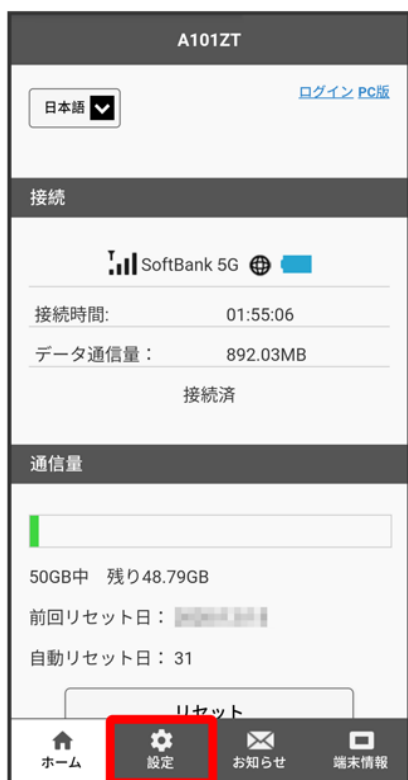 A101ZT
日本語
ログイン PC版
接続
SoftBank 5G
接続時間: 01:55:06
データ通信量： 892.03MB
接続済
通信量
50GB中 残り48.79GB
前回リセット日：
自動リセット日： 31
リセット
ホーム 設定 お知らせ 端末情報